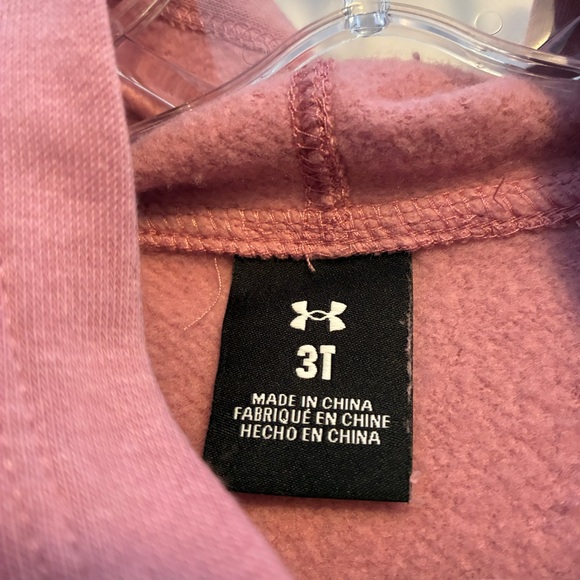 3T
MADE IN CHINA
FABRIQUÉ EN CHINE
HECHO EN CHINA